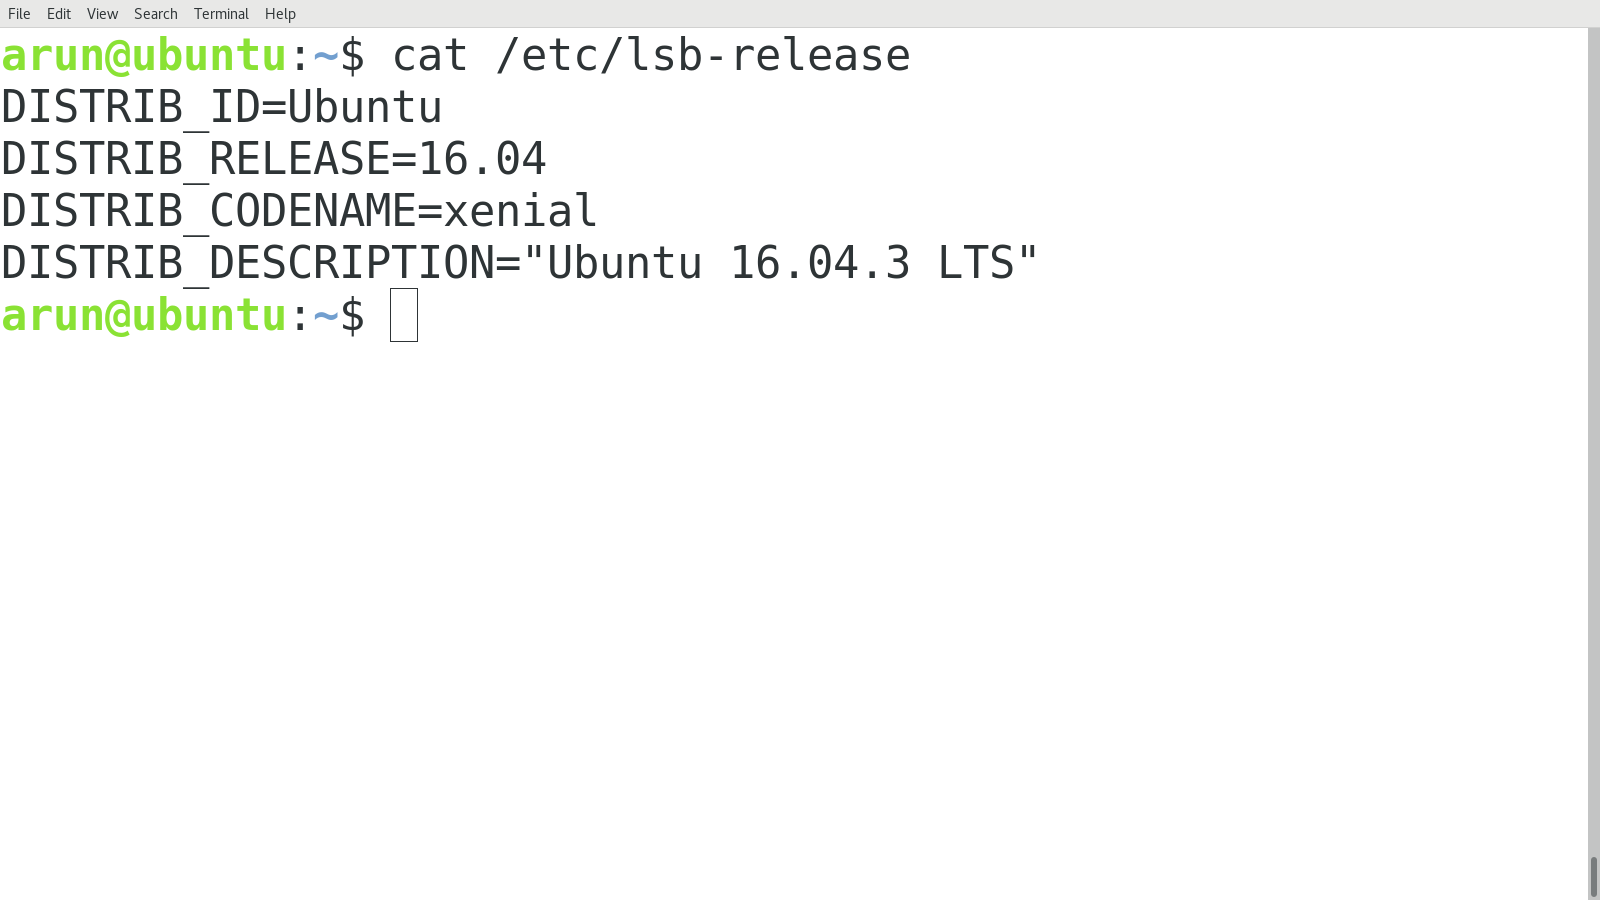 File Edit View Search Terminal Help
arun@ubuntu:~$ cat /etc/lsb-release
DISTRIB_ID=Ubuntu
DISTRIB_RELEASE=16.04
DISTRIB_CODENAME=xenial
DISTRIB_DESCRIPTION="Ubuntu 16.04.3 LTS"
arun@ubuntu:~$